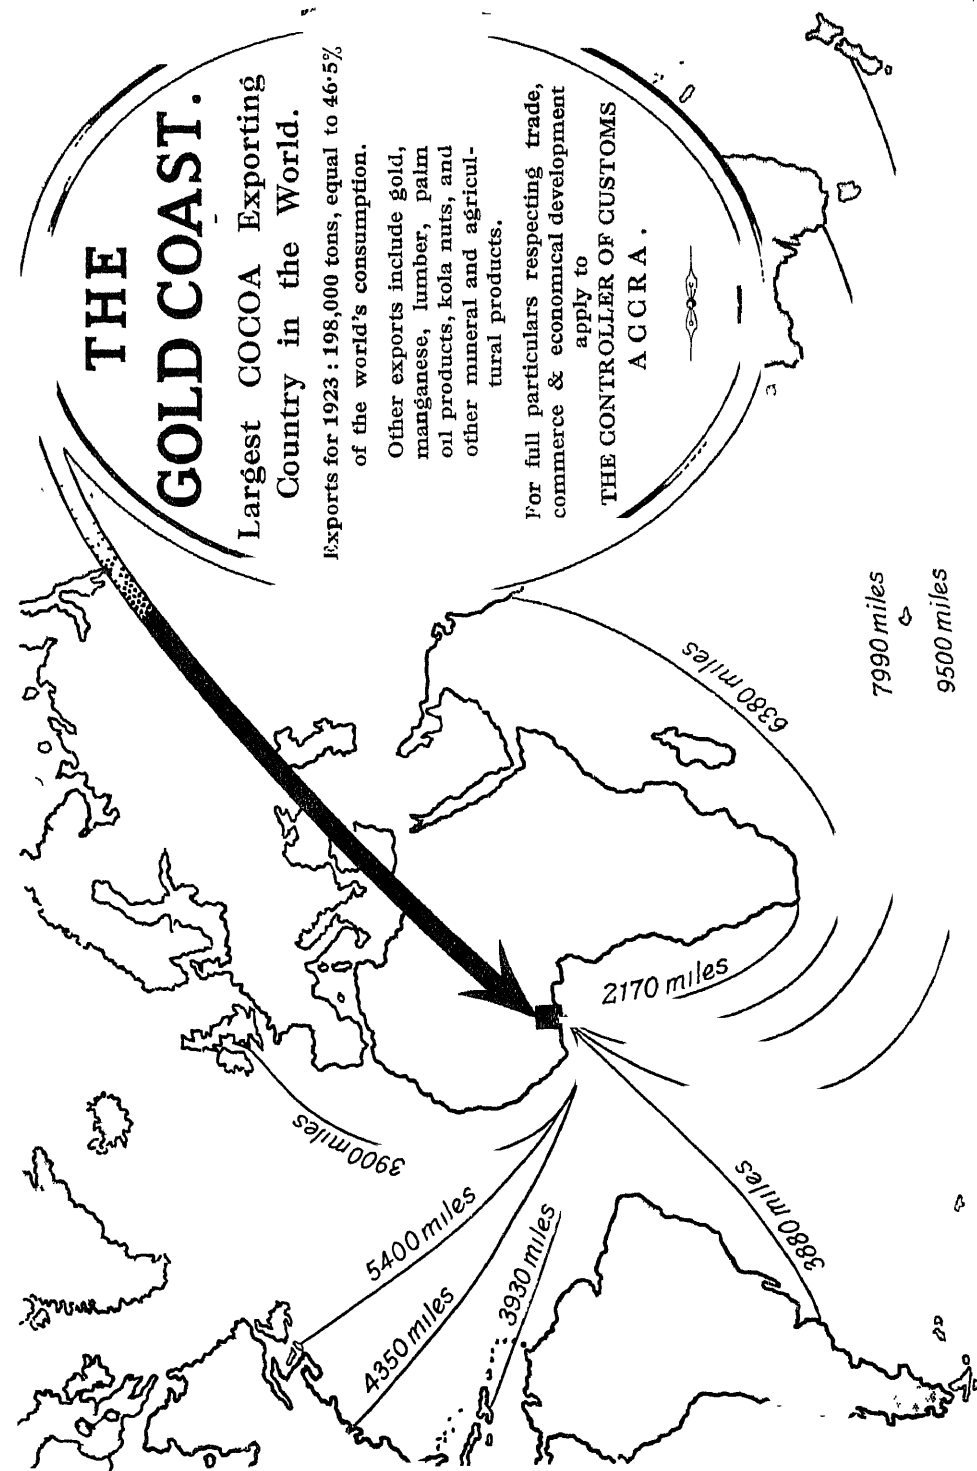 THE
GOLD COAST.
Largest COCOA Exporting
Country in the World.
Exports for 1923 : 198,000 tons, equal to 46·5%
of the world's consumption.
Other exports include gold,
manganese, lumber, palm
oil products, kola nuts, and
other mineral and agricul-
tural products.
For full particulars respecting trade,
commerce & economical development
apply to
THE CONTROLLER OF CUSTOMS
ACCRA.
3900 miles
5400 miles
4350 miles
3930 miles
3880 miles
2170 miles
6380 miles
7990 miles
9500 miles